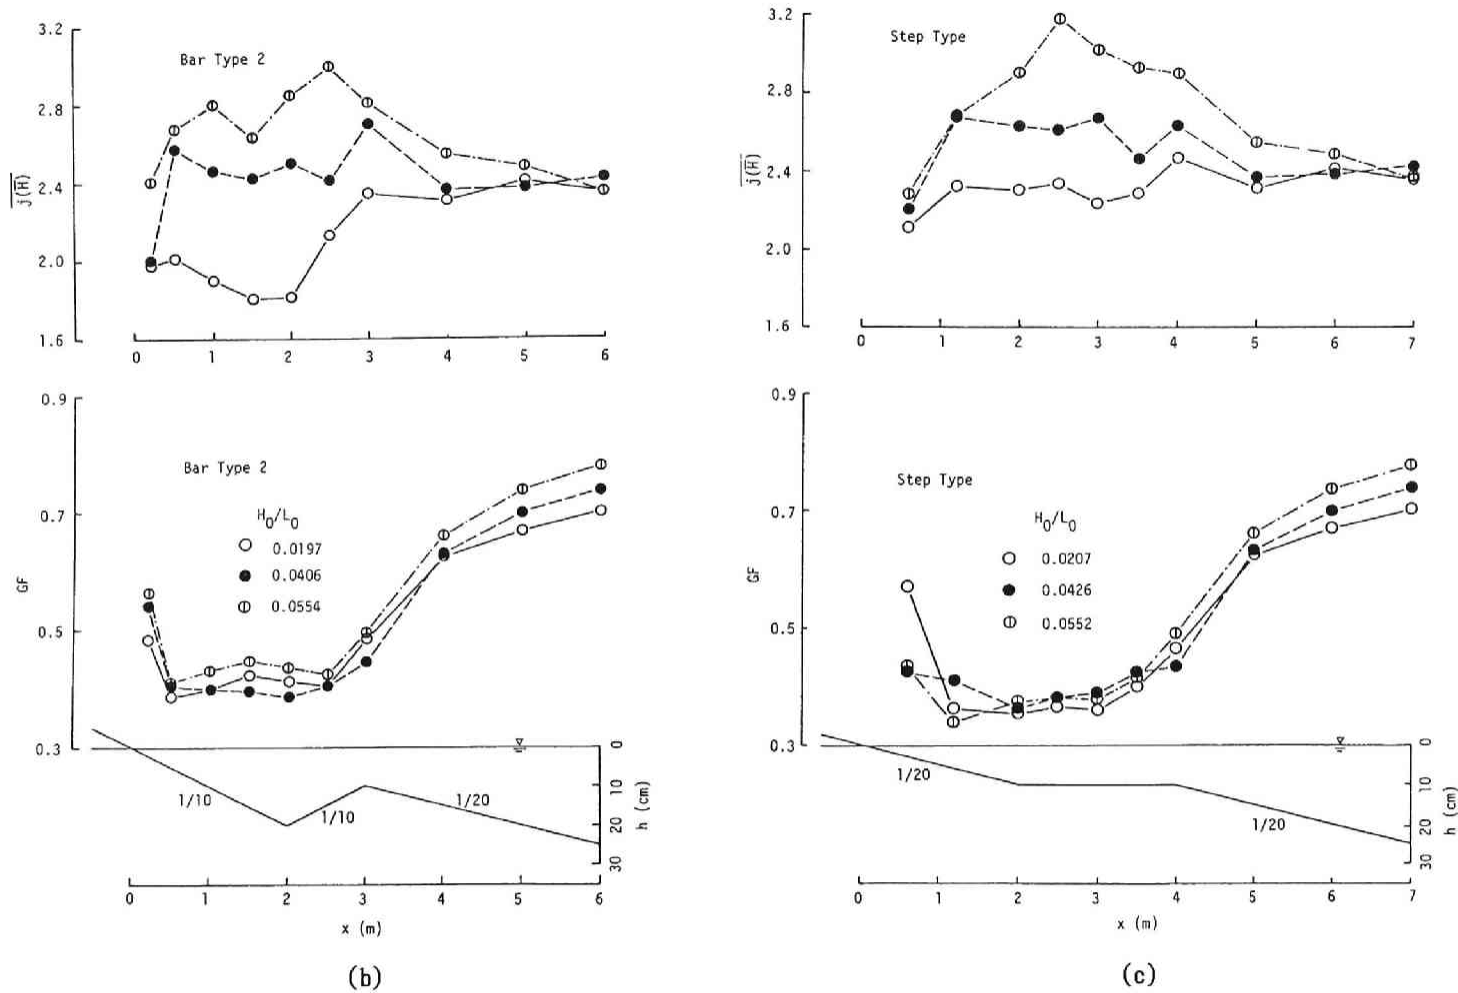 3.2
2.8
2.4
2.0
1.6
j(H)
Bar Type 2
0 1 2 3 4 5 6
0.9
0.7
0.5
0.3
GF
Bar Type 2
H0/L0
0.0197
0.0406
0.0554
1/10
1/10
1/20
0
10
20
30
h (cm)
0 1 2 3 4 5 6
x (m)
(b)
3.2
2.8
2.4
2.0
1.6
j(H)
Step Type
0 1 2 3 4 5 6 7
0.9
0.7
0.5
0.3
GF
Step Type
H0/L0
0.0207
0.0426
0.0552
1/20
1/20
0
10
20
30
h (cm)
0 1 2 3 4 5 6 7
x (m)
(c)